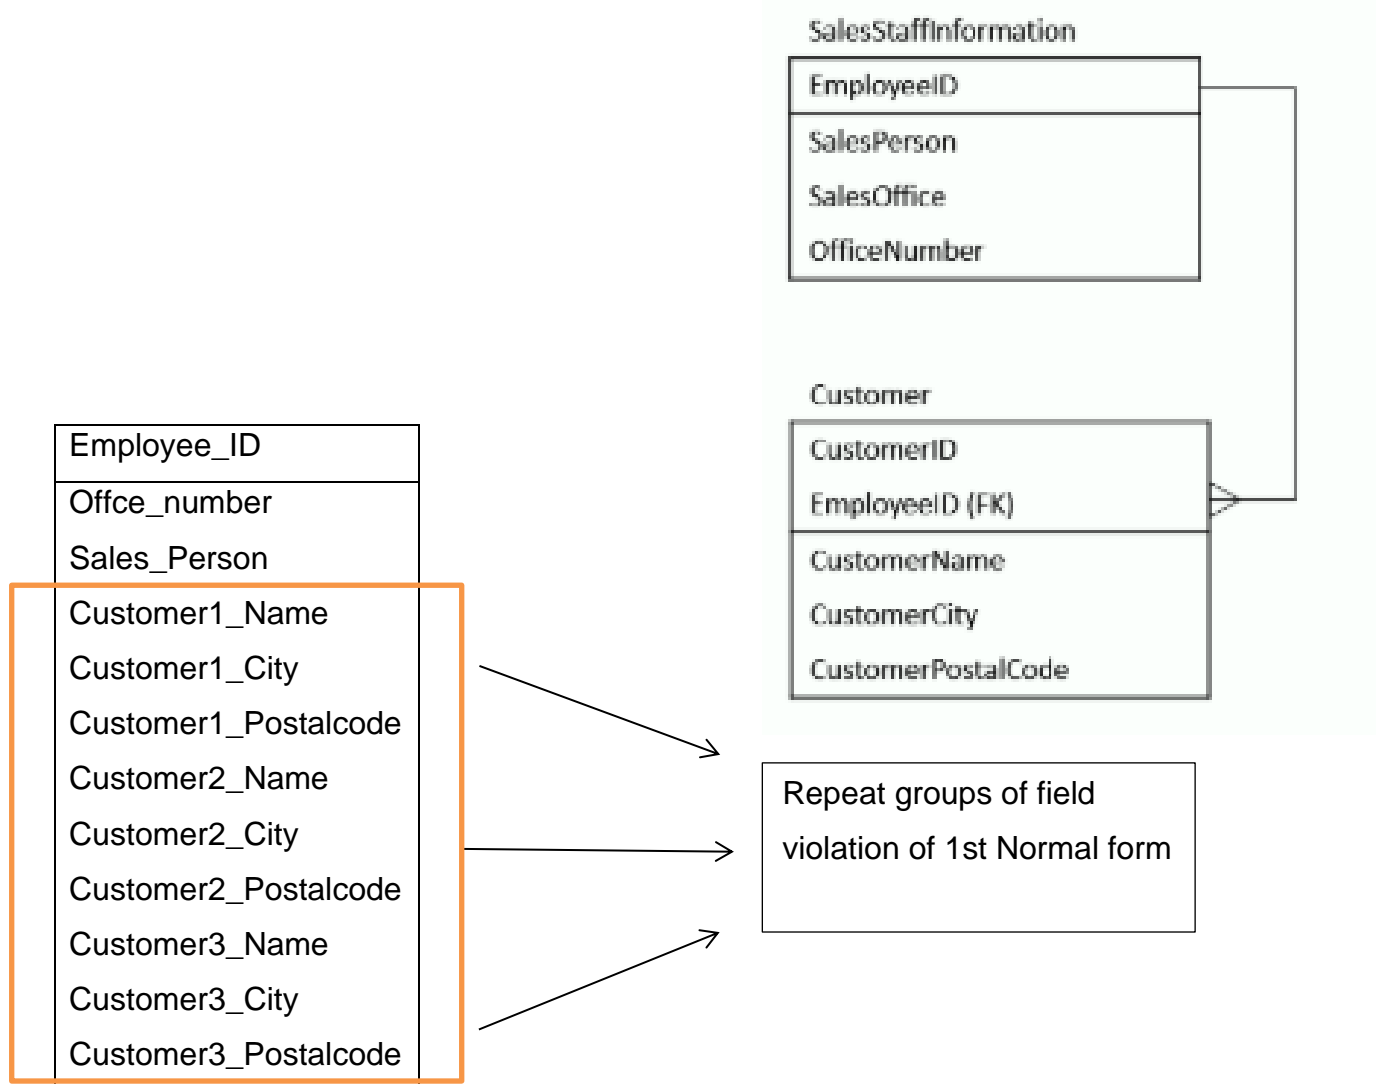 SalesStaffInformation
EmployeeID
SalesPerson
SalesOffice
OfficeNumber
Customer
CustomerID
EmployeeID (FK)
CustomerName
CustomerCity
CustomerPostalCode
Employee_ID
Offce_number
Sales_Person
Customer1_Name
Customer1_City
Customer1_Postalcode
Customer2_Name
Customer2_City
Customer2_Postalcode
Customer3_Name
Customer3_City
Customer3_Postalcode
Repeat groups of field
violation of 1st Normal form